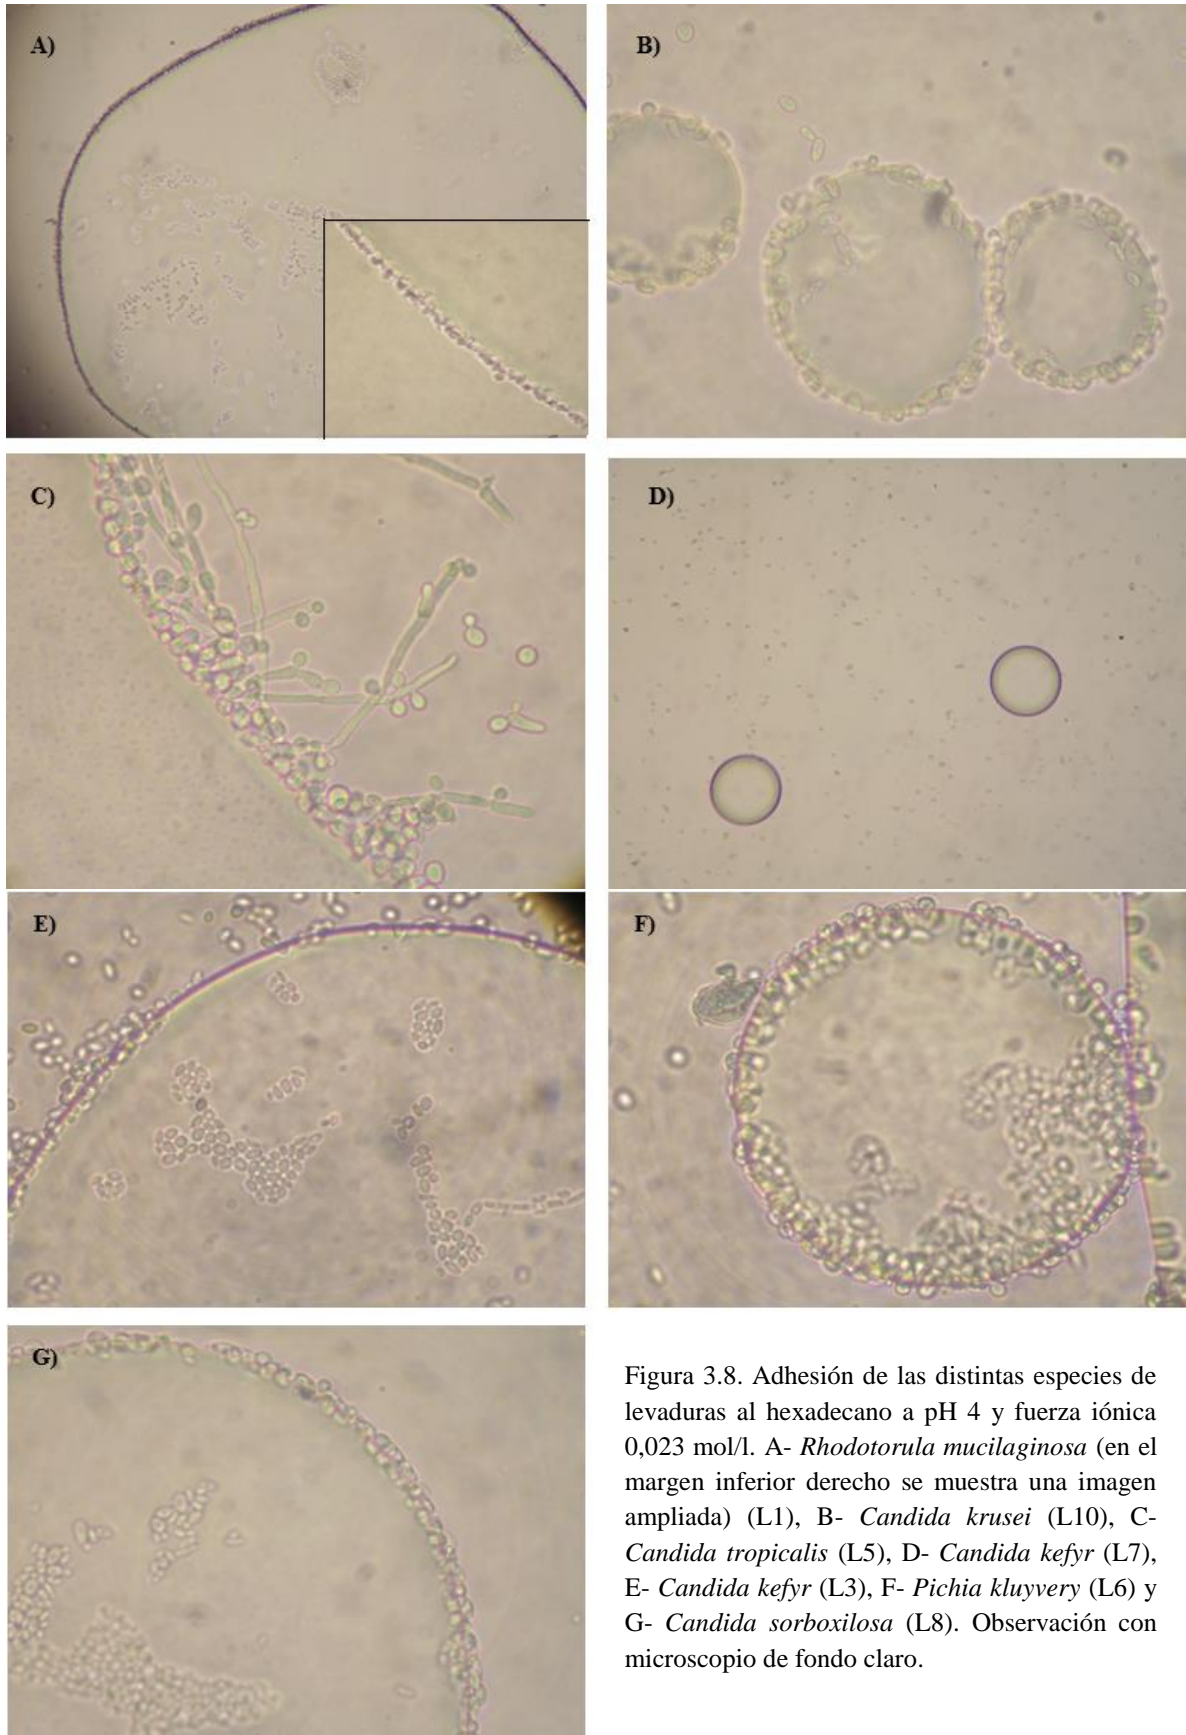 A)
B)
C)
D)
E)
F)
G)
Figura 3.8. Adhesión de las distintas especies de
levaduras al hexadecano a pH 4 y fuerza iónica
0,023 mol/l. A- Rhodotorula mucilaginosa (en el
margen inferior derecho se muestra una imagen
ampliada) (L1), B- Candida krusei (L10), C-
Candida tropicalis (L5), D- Candida kefyr (L7),
E- Candida kefyr (L3), F- Pichia kluyvery (L6) y
G- Candida sorboxilosa (L8). Observación con
microscopio de fondo claro.